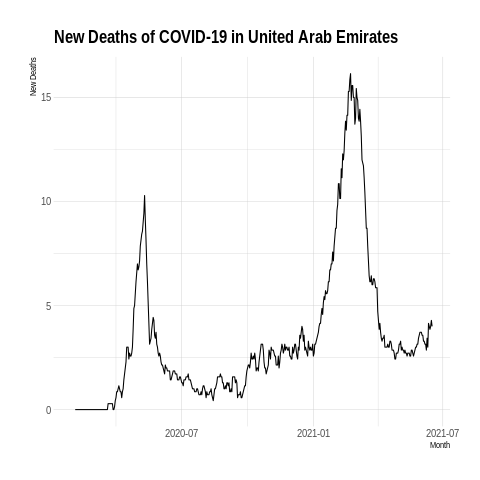 New Deaths of COVID-19 in United Arab Emirates
New Deaths
15
10
5
0
2020-07
2021-01
2021-07
Month